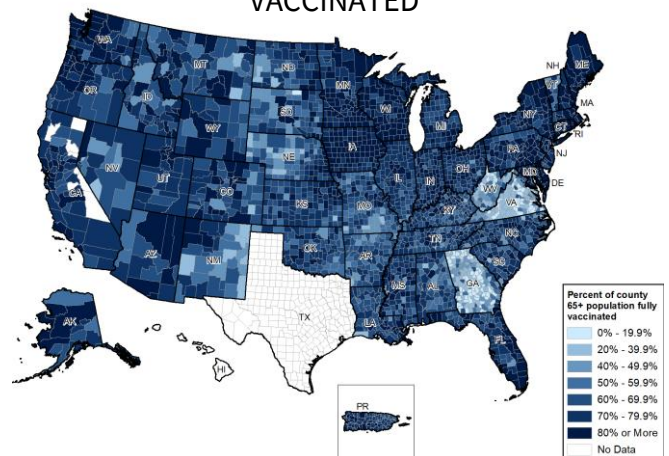 VACCINATED
WA
MT
ND
MN
OR
ID
SD
WI
MI
NH
VT
ME
NY
MA
CT
RI
WY
NE
IA
PA
NJ
NV
UT
CO
IL
IN
OH
MD
DE
CA
KS
MO
KY
WV
VA
AZ
NM
OK
AR
TN
NC
SC
TX
LA
MS
AL
GA
FL
AK
HI
PR
Percent of county
65+ population fully
vaccinated
0% - 19.9%
20% - 39.9%
40% - 49.9%
50% - 59.9%
60% - 69.9%
70% - 79.9%
80% or More
No Data